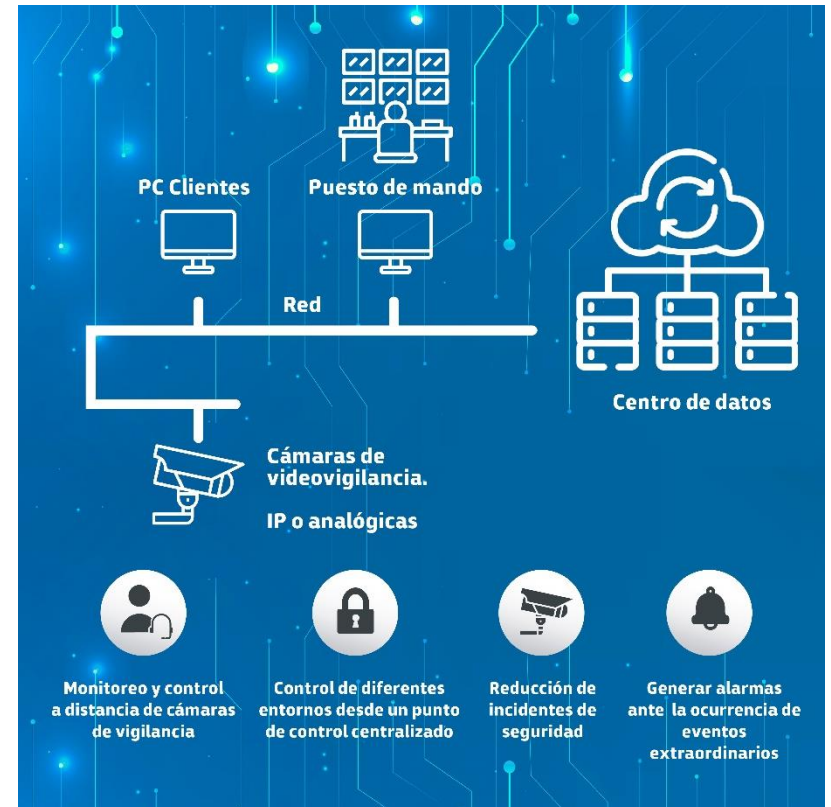 PC Clientes
Puesto de mando
Red
Centro de datos
Cámaras de
videovigilancia.
IP o analógicas
Monitoreo y control
a distancia de cámaras
de vigilancia
Control de diferentes
entornos desde un punto
de control centralizado
Reducción de
incidentes de
seguridad
Generar alarmas
ante la ocurrencia de
eventos
extraordinarios